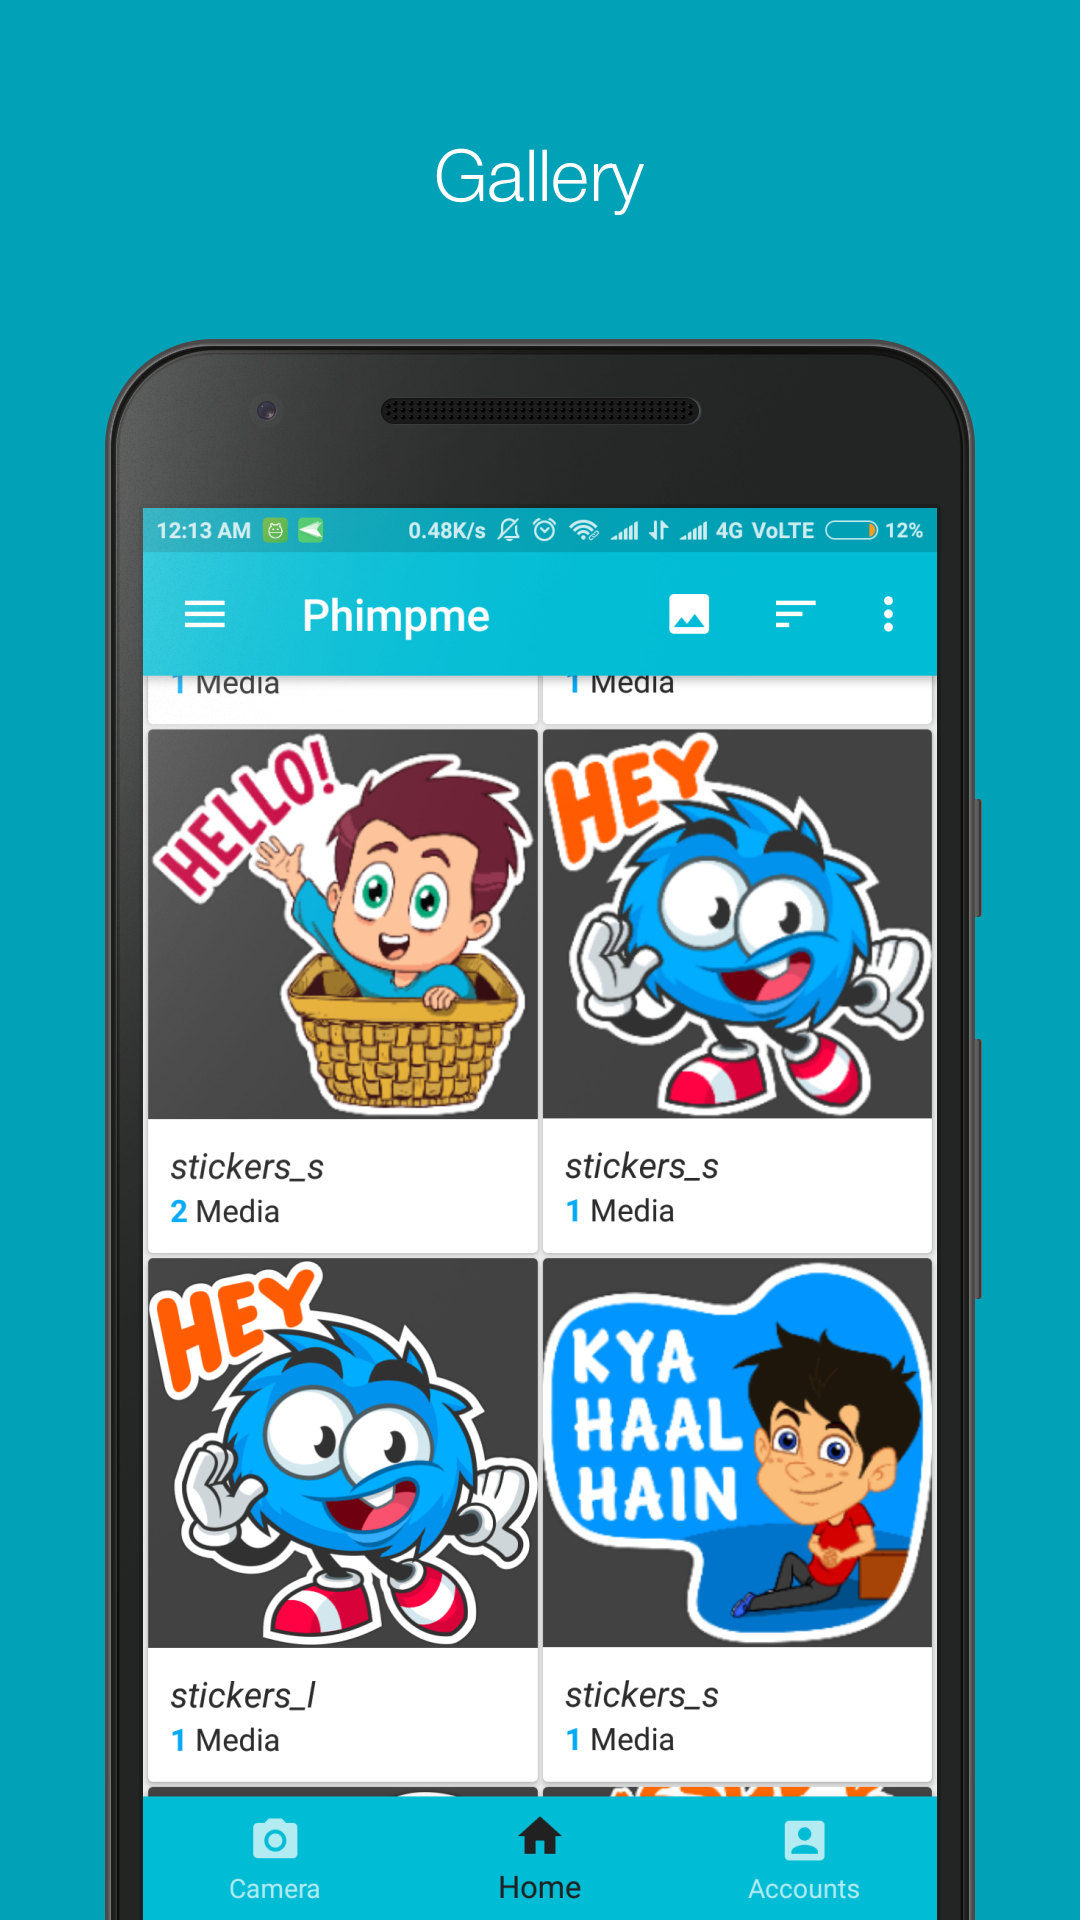 Gallery
12:13 AM 0.48K/s 4G VoLTE 12%
Phimpme
1 Media
1 Media
HELLO!
HEY
stickers_s
2 Media
stickers_s
1 Media
HEY
KYA
HAAL
HAIN
stickers_l
1 Media
stickers_s
1 Media
Camera
Home
Accounts